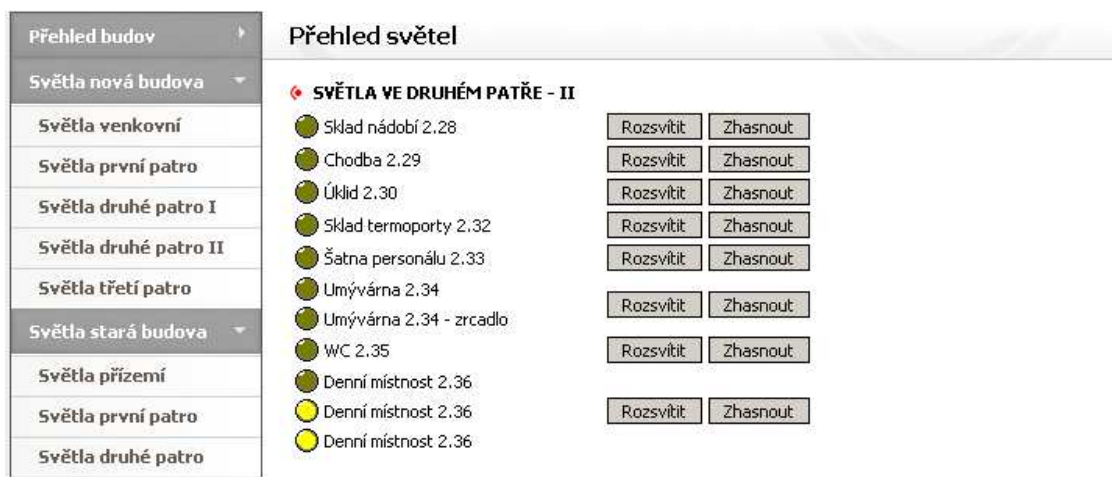 Přehled budov
Světla nová budova
Světla venkovní
Světla první patro
Světla druhé patro I
Světla druhé patro II
Světla třetí patro
Světla stará budova
Světla přízemí
Světla první patro
Světla druhé patro
Přehled světel
SVĚTLA VE DRUHÉM PATŘE - II
Sklad nádobí 2.28 Rozsvítit Zhasnout
Chodba 2.29 Rozsvítit Zhasnout
Úklid 2.30 Rozsvítit Zhasnout
Sklad termoporty 2.32 Rozsvítit Zhasnout
Šatna personálu 2.33 Rozsvítit Zhasnout
Umývárna 2.34
Rozsvítit Zhasnout
Umývárna 2.34 - zrcadlo
WC 2.35 Rozsvítit Zhasnout
Denní místnost 2.36
Denní místnost 2.36 Rozsvítit Zhasnout
Denní místnost 2.36